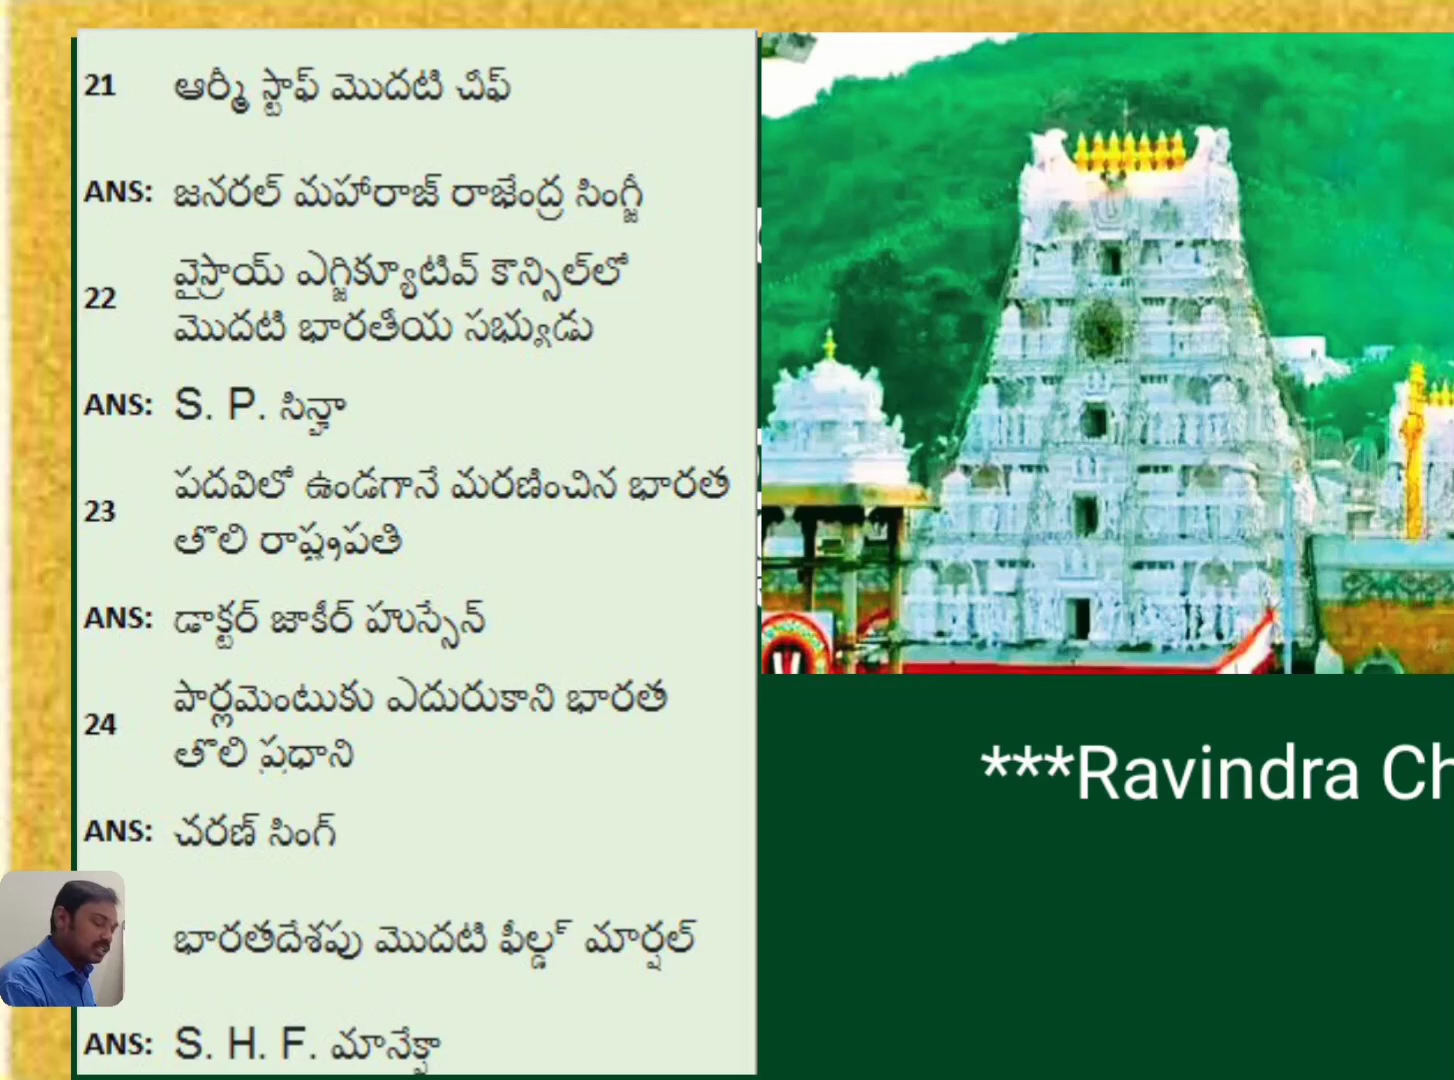 21 ఆర్మీ స్టాఫ్ మొదటి చీఫ్
ANS: జనరల్ మహారాజ్ రాజేంద్ర సింగ్జీ
22 వైస్రాయ్ ఎగ్జిక్యూటివ్ కౌన్సిల్‌లో
మొదటి భారతీయ సభ్యుడు
ANS: S. P. సిన్హా
23 పదవిలో ఉండగానే మరణించిన భారత
తొలి రాష్ట్రపతి
ANS: డాక్టర్ జాకీర్ హుస్సేన్
24 పార్లమెంటుకు ఎదురుకాని భారత
తొలి ప్రధాని
ANS: చరణ్ సింగ్
భారతదేశపు మొదటి ఫీల్డ్ మార్షల్
ANS: S. H. F. మానేక్షా
***Ravindra Ch